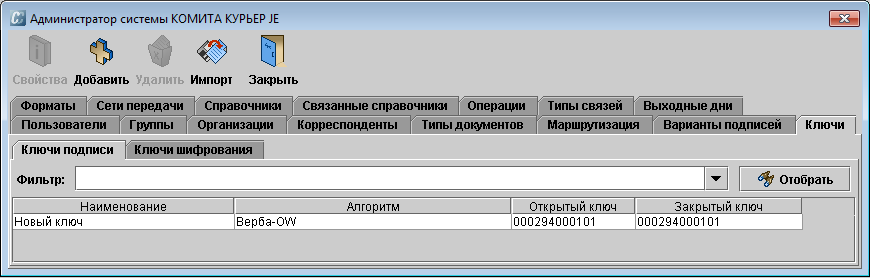 Администратор системы КОМИТА КУРЬЕР JE
Свойства Добавить Удалить Импорт Закрыть
Форматы Сети передачи Справочники Связанные справочники Операции Типы связей Выходные дни
Пользователи Группы Организации Корреспонденты Типы документов Маршрутизация Варианты подписей Ключи
Ключи подписи Ключи шифрования
Фильтр: Отобрать
Наименование Алгоритм Открытый ключ Закрытый ключ
Новый ключ Верба-OW 000294000101 000294000101